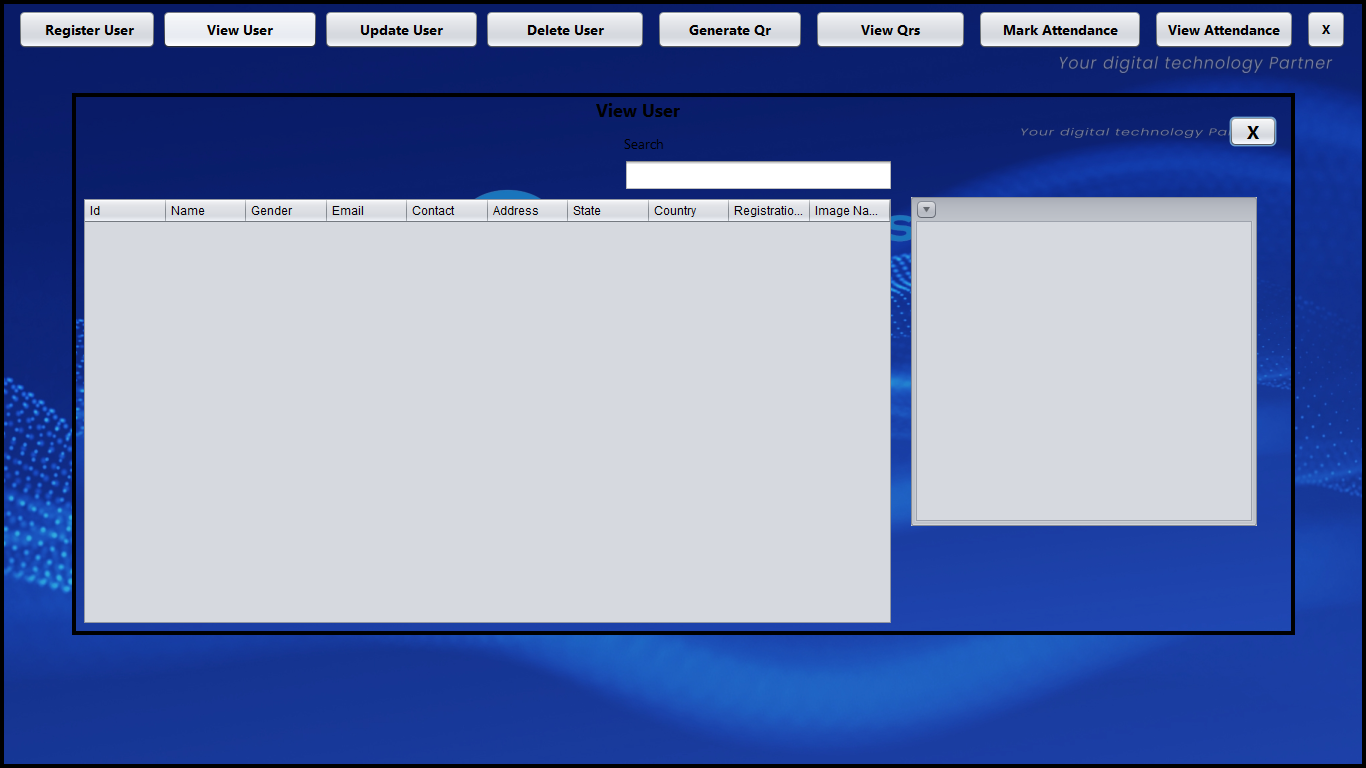 Register User
View User
Update User
Delete User
Generate Qr
View Qrs
Mark Attendance
View Attendance
X
Your digital technology Partner
View User
Your digital technology Pa
X
Search
Id Name Gender Email Contact Address State Country Registratio... Image Na...
s